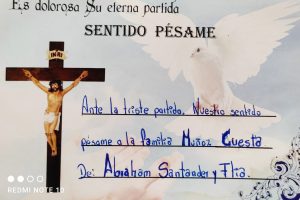 Es dolorosa Su eterna partida
SENTIDO PÉSAME
INRI
Ante la triste partida, Nuestro sentido
pésame a la familia Muñoz Cuesta
De: Abraham Santander y Flia.
REDMI NOTE 10